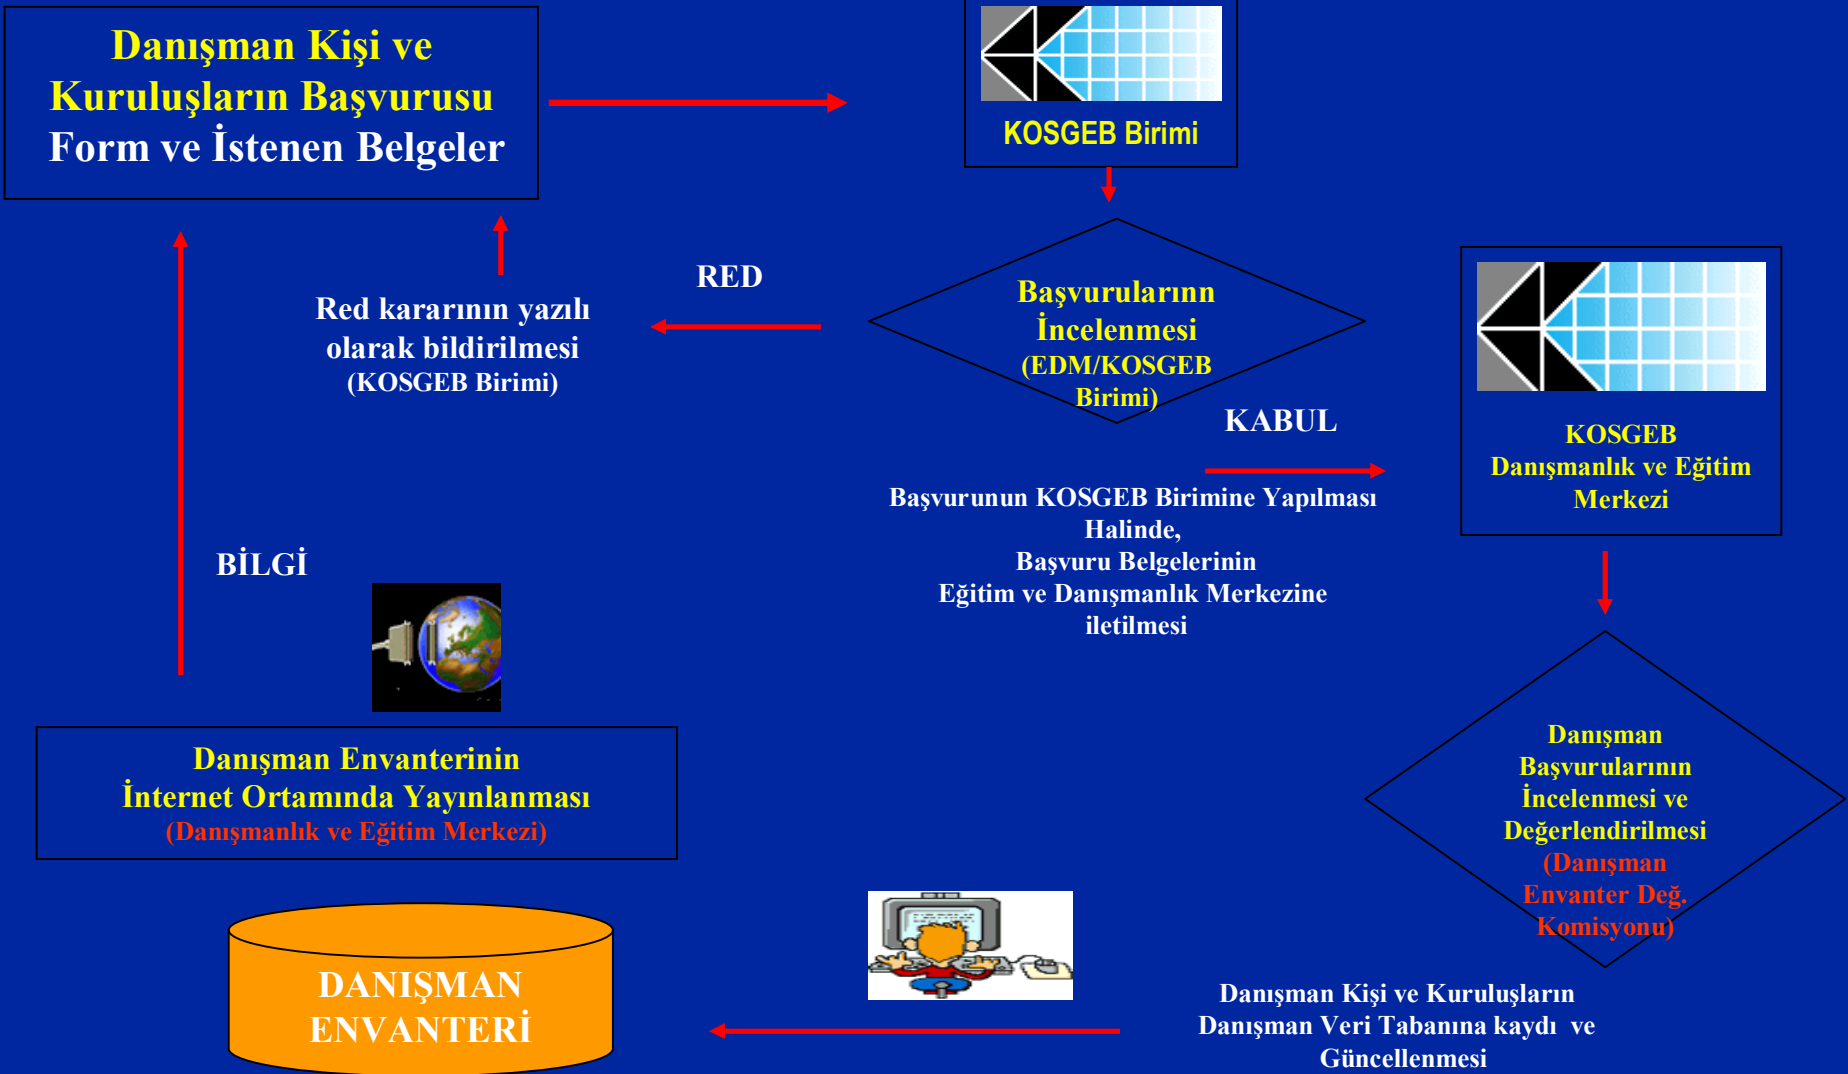 Danışman Kişi ve
Kuruluşların Başvurusu
Form ve İstenen Belgeler
KOSGEB Birimi
RED
Başvurularınn
İncelenmesi
(EDM/KOSGEB
Birimi)
Red kararının yazılı
olarak bildirilmesi
(KOSGEB Birimi)
KABUL
KOSGEB
Danışmanlık ve Eğitim
Merkezi
Başvurunun KOSGEB Birimine Yapılması
Halinde,
Başvuru Belgelerinin
Eğitim ve Danışmanlık Merkezine
iletilmesi
BİLGİ
Danışman
Başvurularının
İncelenmesi ve
Değerlendirilmesi
(Danışman
Envanter Değ.
Komisyonu)
Danışman Envanterinin
İnternet Ortamında Yayınlanması
(Danışmanlık ve Eğitim Merkezi)
DANIŞMAN
ENVANTERİ
Danışman Kişi ve Kuruluşların
Danışman Veri Tabanına kaydı ve
Güncellenmesi